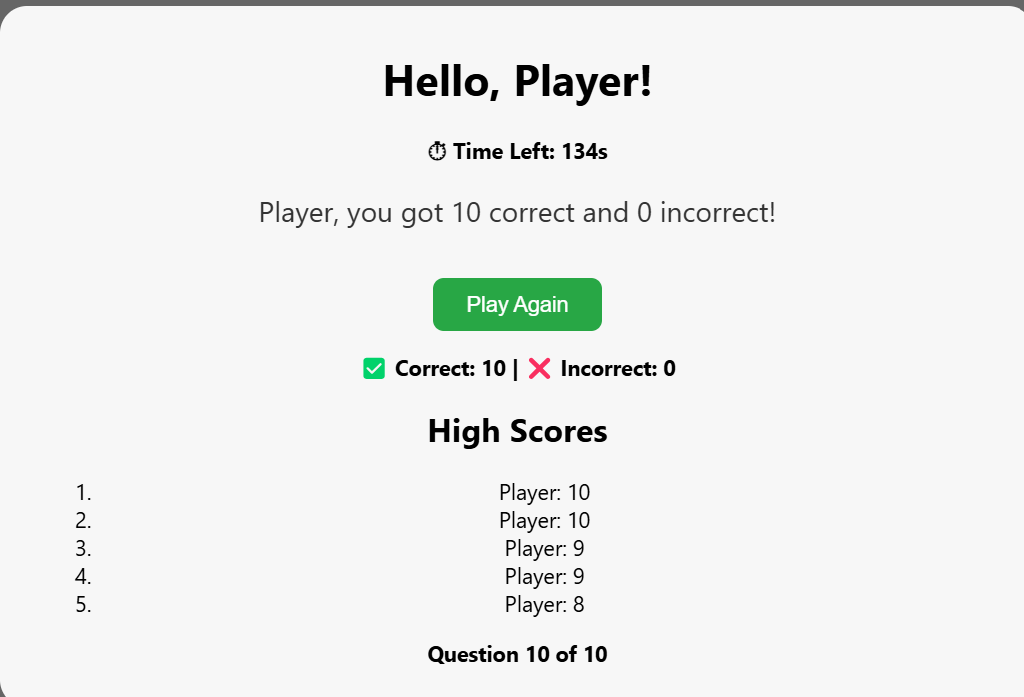 Hello, Player!
⏱ Time Left: 134s
Player, you got 10 correct and 0 incorrect!
Play Again
✅ Correct: 10 | ❌ Incorrect: 0
High Scores
1. Player: 10
2. Player: 10
3. Player: 9
4. Player: 9
5. Player: 8
Question 10 of 10